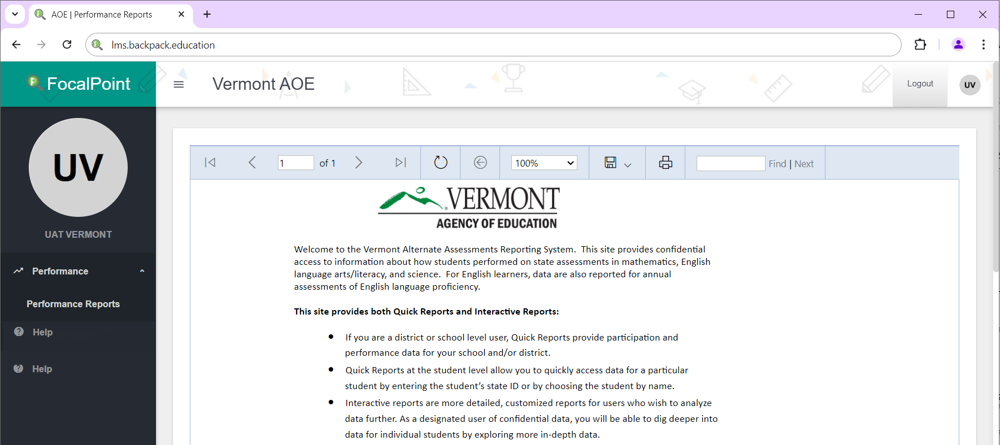 AOE | Performance Reports
lms.backpack.education
FocalPoint
Vermont AOE
Logout
UV
UV
UAT VERMONT
Performance
Performance Reports
Help
Help
1 of 1
100%
Find | Next
VERMONT
AGENCY OF EDUCATION
Welcome to the Vermont Alternate Assessments Reporting System.  This site provides confidential
access to information about how students performed on state assessments in mathematics, English
language arts/literacy, and science.  For English learners, data are also reported for annual
assessments of English language proficiency.
This site provides both Quick Reports and Interactive Reports:
• If you are a district or school level user, Quick Reports provide participation and
performance data for your school and/or district.
• Quick Reports at the student level allow you to quickly access data for a particular
student by entering the student’s state ID or by choosing the student by name.
• Interactive reports are more detailed, customized reports for users who wish to analyze
data further. As a designated user of confidential data, you will be able to dig deeper into
data for individual students by exploring more in-depth data.